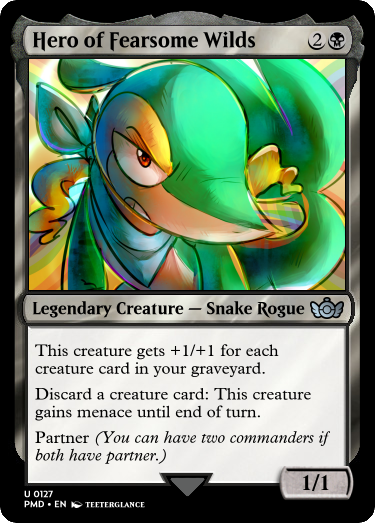 Hero of Fearsome Wilds 2
Legendary Creature — Snake Rogue
This creature gets +1/+1 for each
creature card in your graveyard.
Discard a creature card: This creature
gains menace until end of turn.
Partner (You can have two commanders if
both have partner.)
1/1
U 0127
PMD • EN TEETERGLANCE